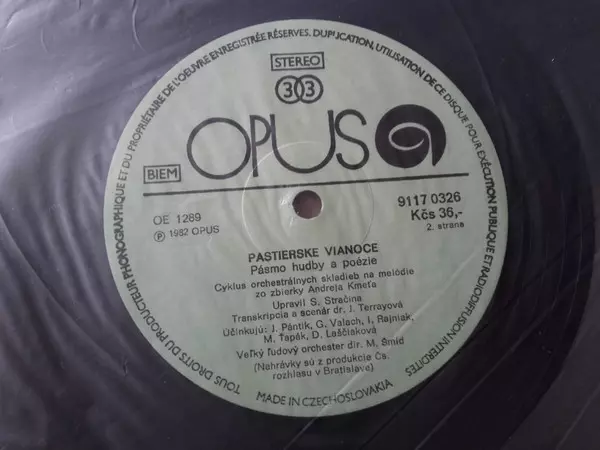 TOUS DROITS DU PRODUCTEUR PHONOGRAPHIQUE ET DU PROPRIÉTAIRE DE L'OEUVRE ENREGISTRÉE RÉSERVES. DUPLICATION, UTILISATION DE CE DISQUE POUR EXÉCUTION PUBLIQUE ET RADIODIFFUSION INTERDITES
STEREO
33
OPUS
BIEM
OE 1289
Ⓟ 1982 OPUS
9117 0326
Kčs 36,-
2. strana
PASTIERSKE VIANOCE
Pásmo hudby a poézie
Cyklus orchestrálnych skladieb na melódie
zo zbierky Andreja Kmeťa
Upravil S. Stračina
Transkripcia a scenár dr. J. Terrayová
Účinkujú: J. Pántik, G. Valach, I. Rajniak,
M. Ťapák, D. Laščiaková
Veľký ľudový orchester dir. M. Šmíd
(Nahrávky sú z produkcie Čs.
rozhlasu v Bratislave)
MADE IN CZECHOSLOVAKIA